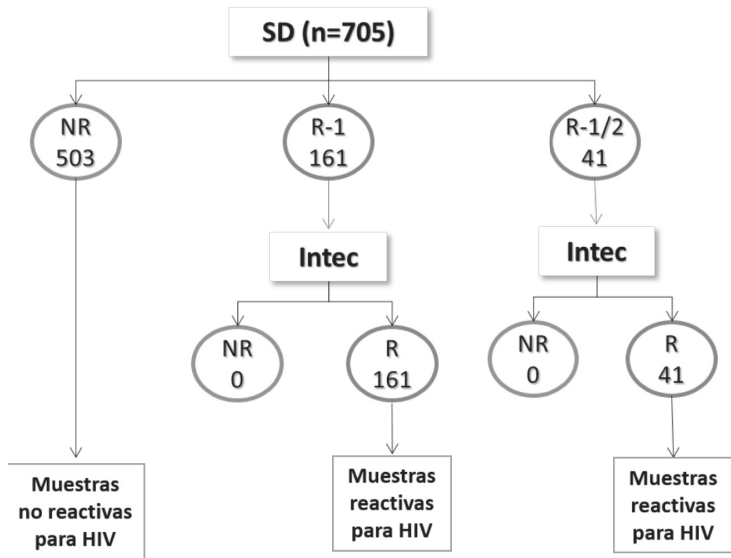 SD (n=705)
NR
503
R-1
161
R-1/2
41
Intec
Intec
NR
0
R
161
NR
0
R
41
Muestras
no reactivas
para HIV
Muestras
reactivas
para HIV
Muestras
reactivas
para HIV